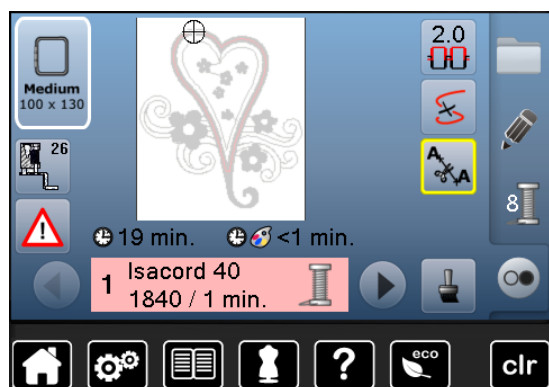 Medium
100 x 130
26
2.0
A
A
8
19 min.
<1 min.
1
Isacord 40
1840 / 1 min.
?
eco
clr